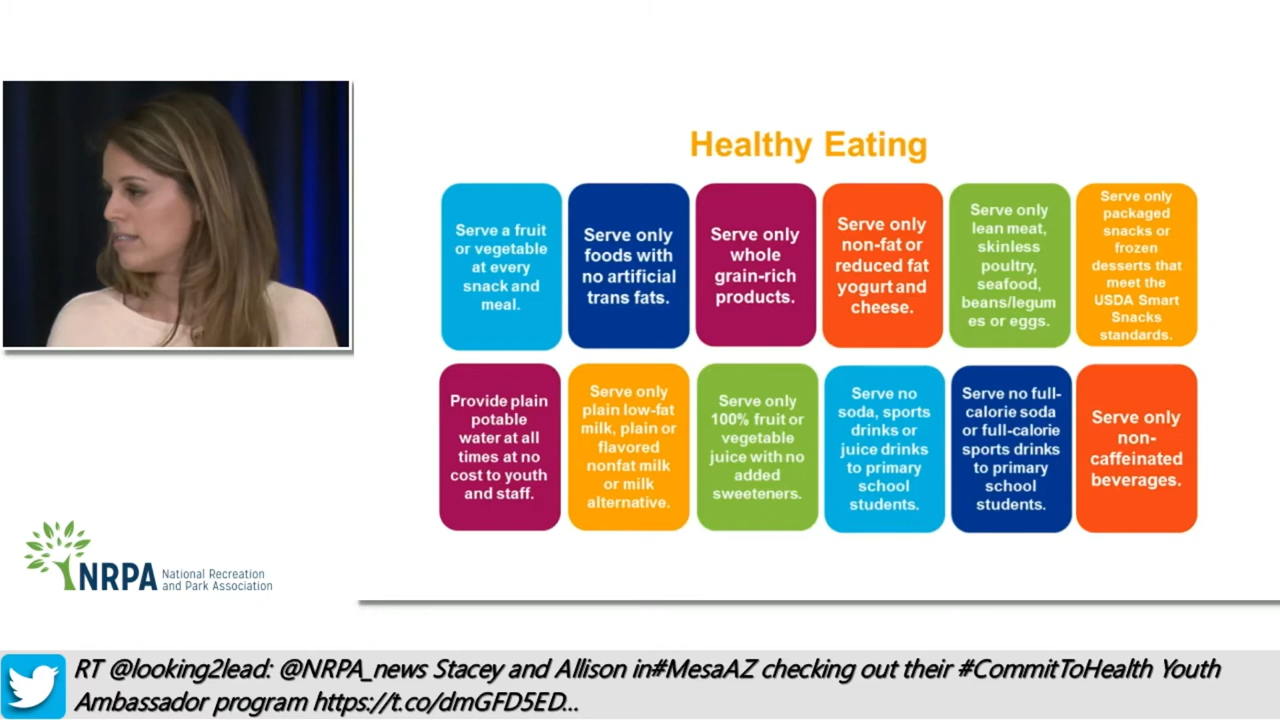 Healthy Eating
Serve a fruit
or vegetable
at every
snack and
meal.
Serve only
foods with
no artificial
trans fats.
Serve only
whole
grain-rich
products.
Serve only
non-fat or
reduced fat
yogurt and
cheese.
Serve only
lean meat,
skinless
poultry,
seafood,
beans/legum
es or eggs.
Serve only
packaged
snacks or
frozen
desserts that
meet the
USDA Smart
Snacks
standards.
Provide plain
potable
water at all
times at no
cost to youth
and staff.
Serve only
plain low-fat
milk, plain or
flavored
nonfat milk
or milk
alternative.
Serve only
100% fruit or
vegetable
juice with no
added
sweeteners.
Serve no
soda, sports
drinks or
juice drinks
to primary
school
students.
Serve no full-
calorie soda
or full-calorie
sports drinks
to primary
school
students.
Serve only
non-
caffeinated
beverages.
NRPA National Recreation
and Park Association
RT @looking2lead: @NRPA_news Stacey and Allison in#MesaAZ checking out their #CommitToHealth Youth
Ambassador program https://t.co/dmGFD5ED...